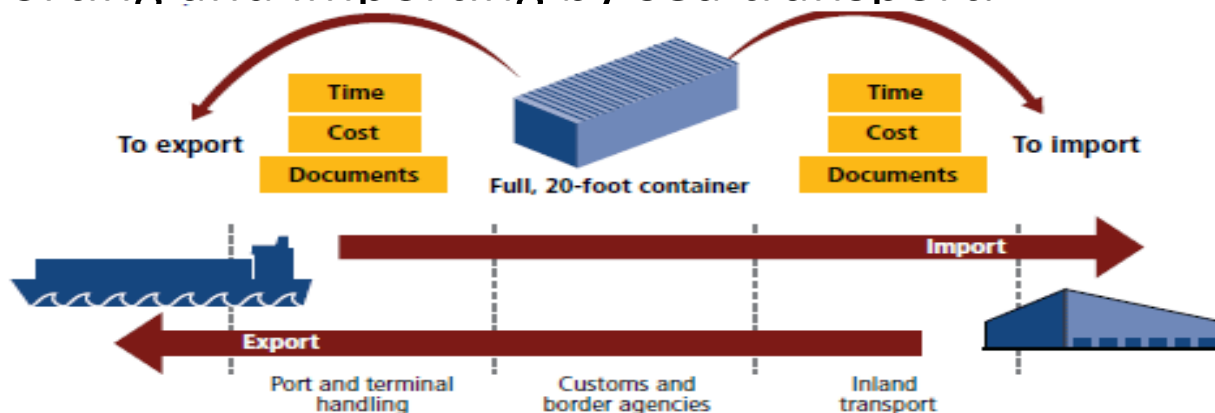 Time
Cost
Documents
To export
Full, 20-foot container
Time
Cost
Documents
To import
Import
Export
Port and terminal
handling
Customs and
border agencies
Inland
transport